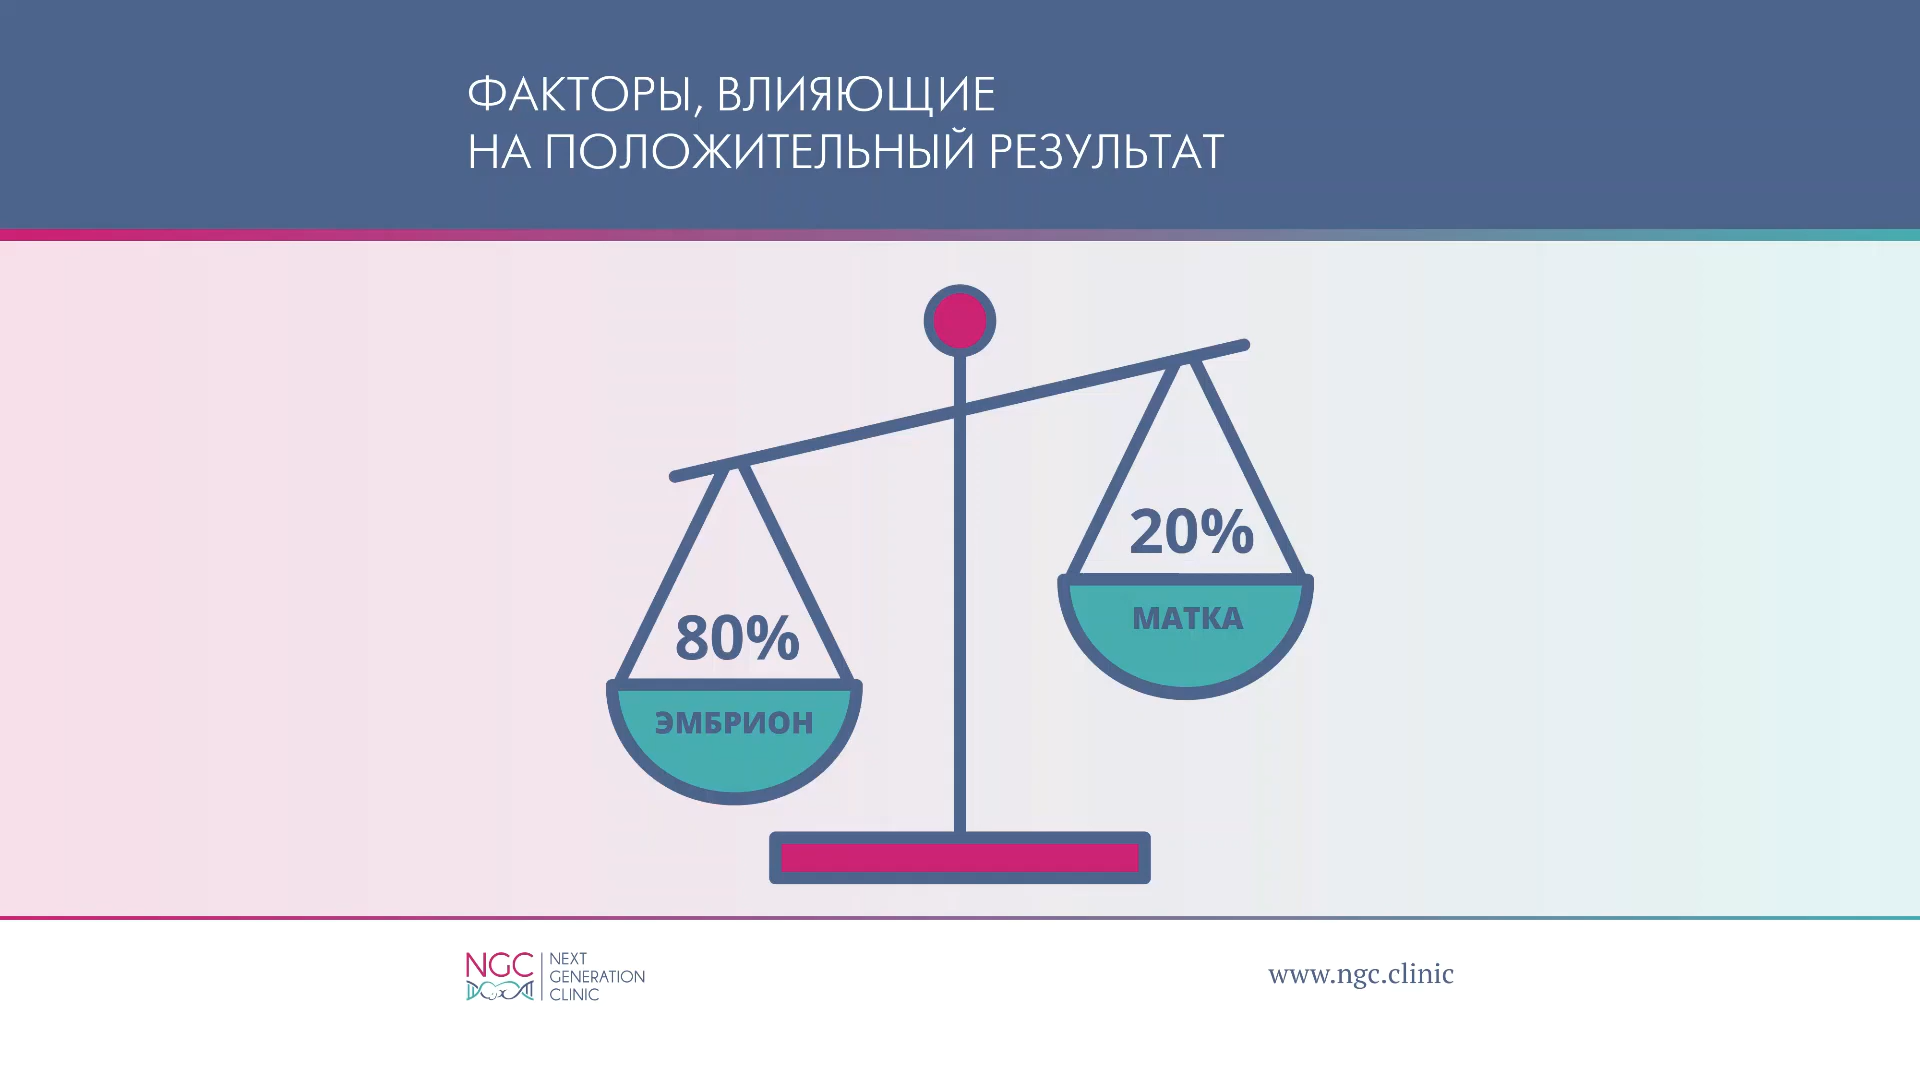 ФАКТОРЫ, ВЛИЯЮЩИЕ
НА ПОЛОЖИТЕЛЬНЫЙ РЕЗУЛЬТАТ
20%
МАТКА
80%
ЭМБРИОН
NGC
NEXT
GENERATION
CLINIC
www.ngc.clinic